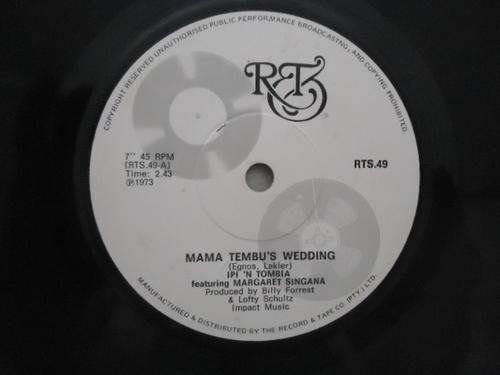 COPYRIGHT RESERVED UNAUTHORISED PUBLIC PERFORMANCE BROADCASTNG, AND COPYING PROHIBITED
RTS
7" 45 RPM
(RTS.49-A)
Time: 2.43
℗1973
RTS.49
MAMA TEMBU'S WEDDING
(Egnos, Lakier)
IPI 'N TOMBIA
featuring MARGARET SINGANA
Produced by Billy Forrest
& Lofty Schultz
Impact Music
MANUFACTURED & DISTRIBUTED BY THE RECORD & TAPE CO. (PTY.) LTD.